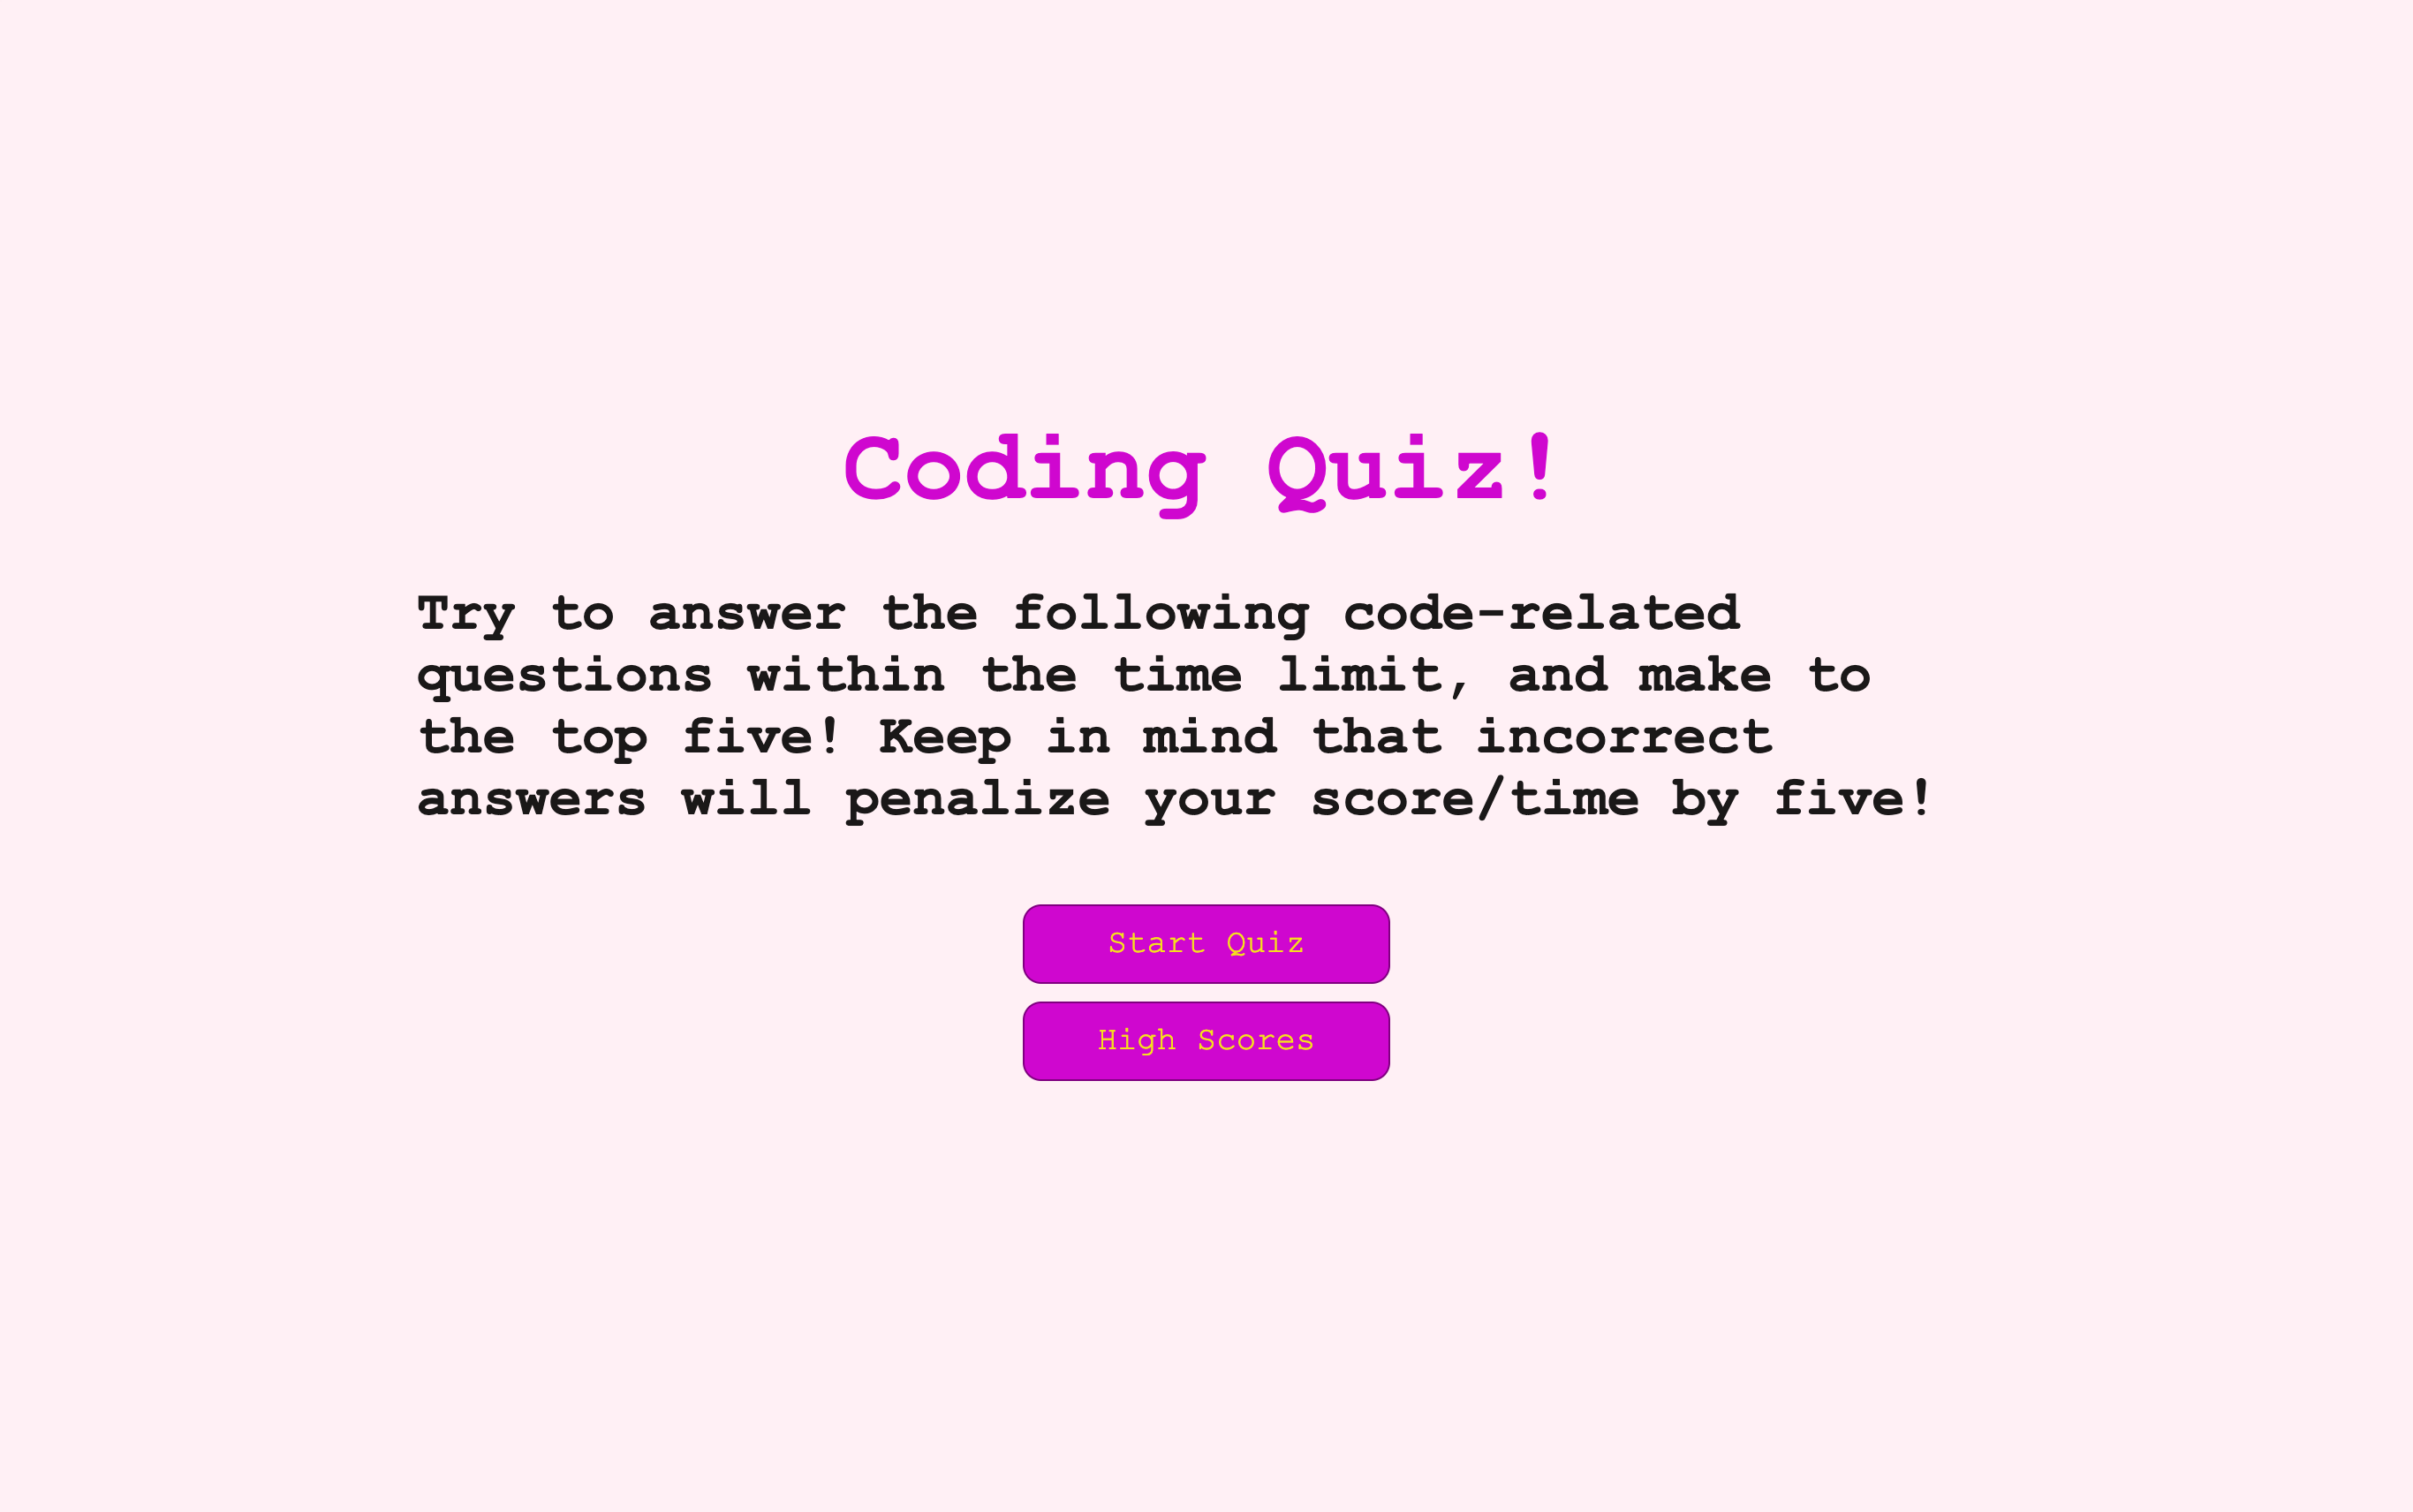 Coding Quiz!
Try to answer the following code-related
questions within the time limit, and make to
the top five! Keep in mind that incorrect
answers will penalize your score/time by five!
Start Quiz
High Scores